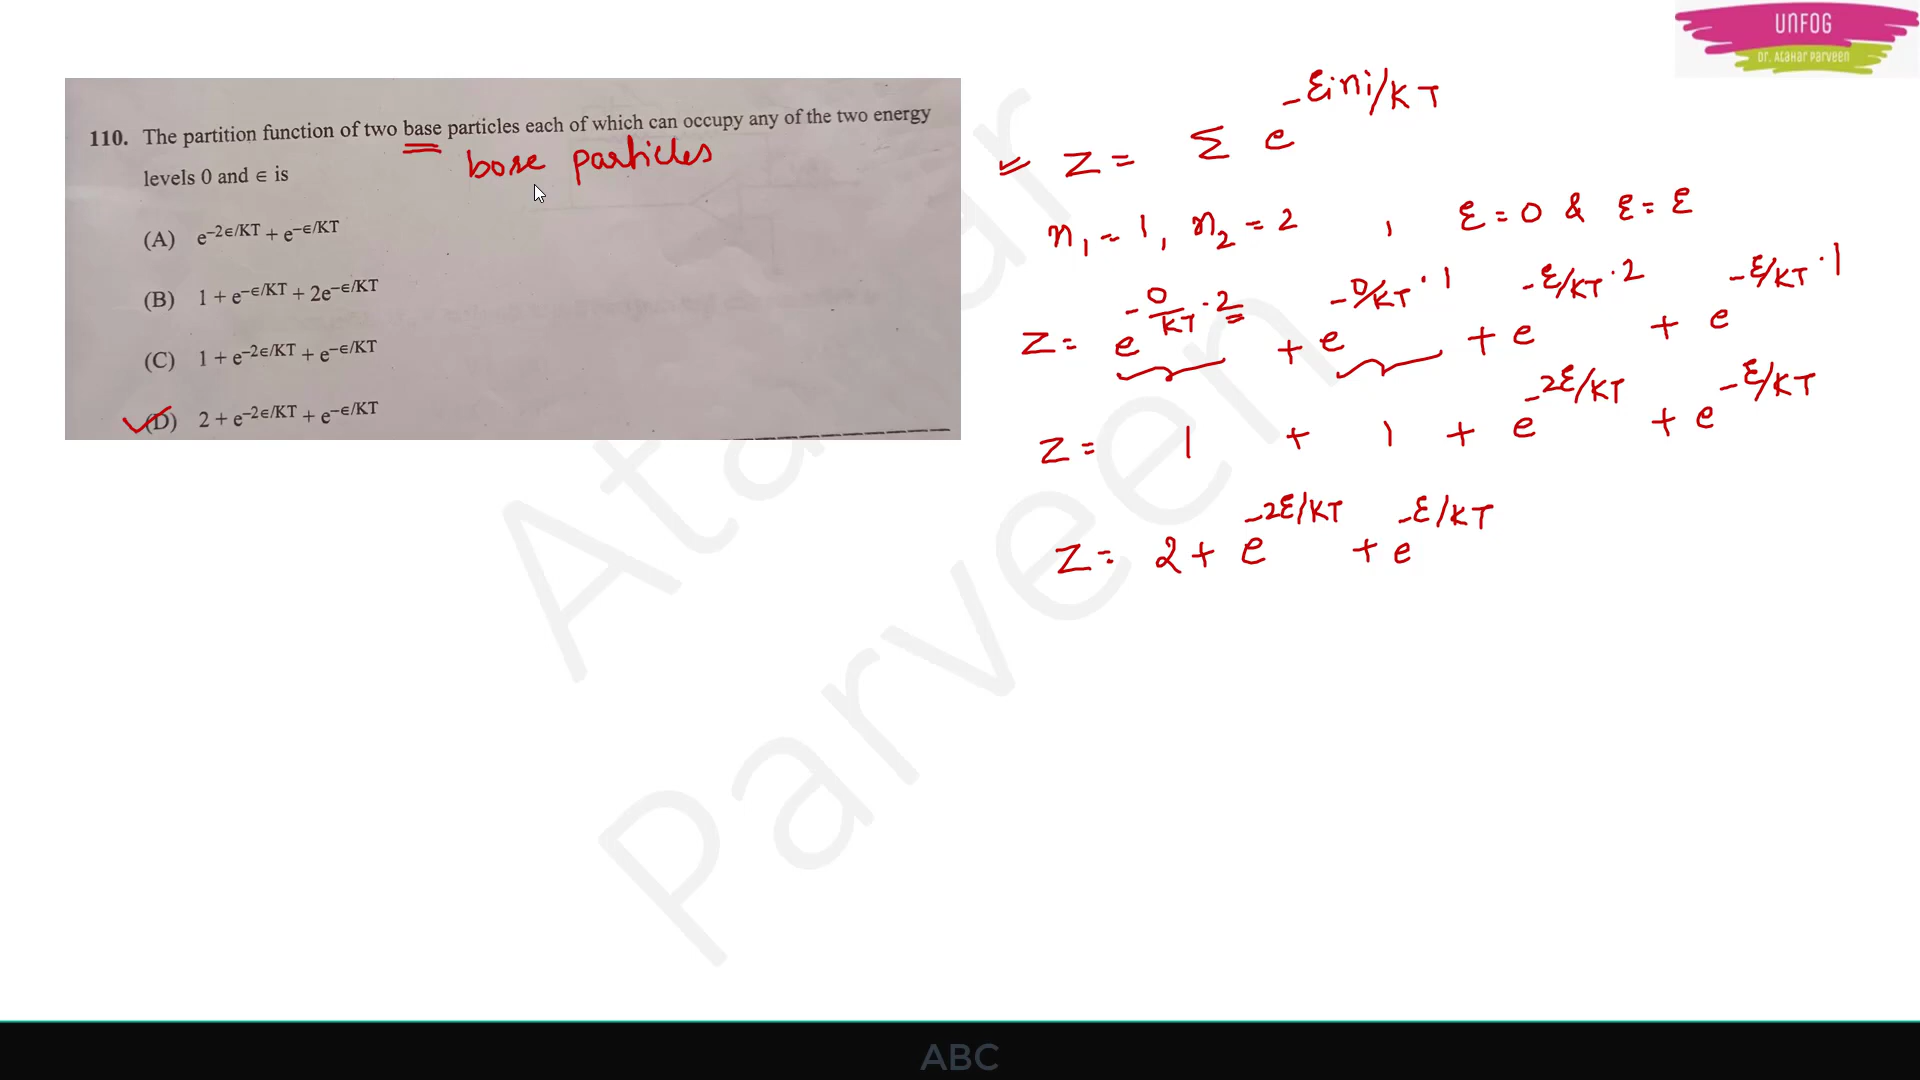 UNFOG
Dr. Atahar Parveen
110. The partition function of two base particles each of which can occupy any of the two energy
bose particles
levels 0 and ∈ is
(A) e^{-2∈/KT} + e^{-∈/KT}
(B) 1 + e^{-∈/KT} + 2e^{-∈/KT}
(C) 1 + e^{-2∈/KT} + e^{-∈/KT}
(D) 2 + e^{-2∈/KT} + e^{-∈/KT}
Z = Σ e^{-εini/KT}
n₁ = 1, n₂ = 2 , ε = 0 & ε = ε
Z = e^{-0/KT · 2} + e^{-0/KT · 1} + e^{-ε/KT · 2} + e^{-ε/KT · 1}
Z = 1 + 1 + e^{-2ε/KT} + e^{-ε/KT}
Z = 2 + e^{-2ε/KT} + e^{-ε/KT}
Parveen
ABC